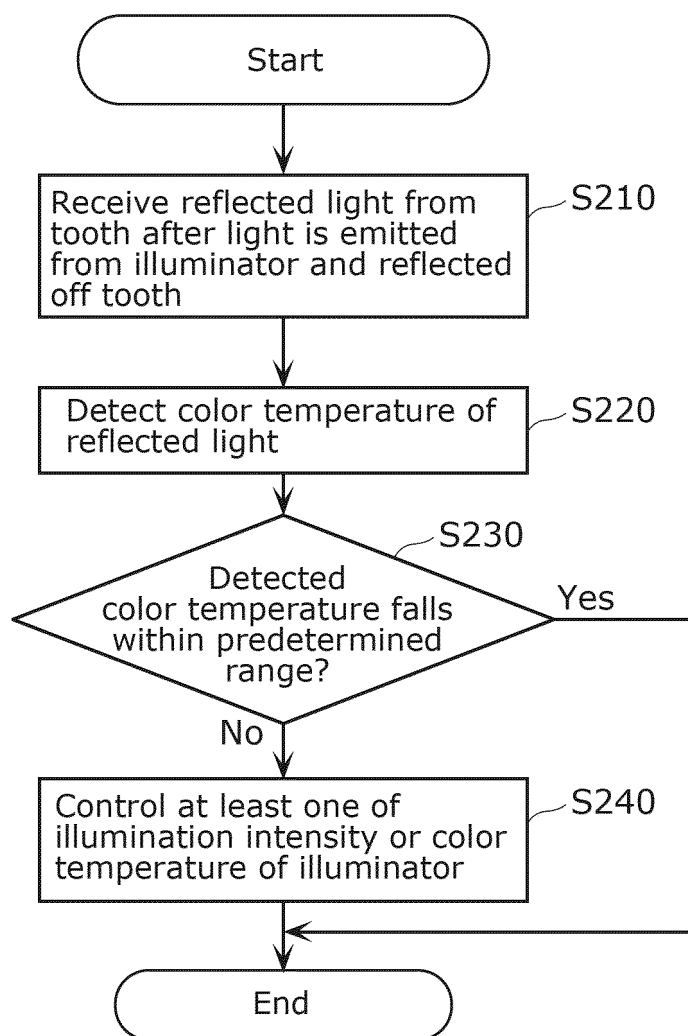 Start
Receive reflected light from
tooth after light is emitted
from illuminator and reflected
off tooth
S210
Detect color temperature of
reflected light
S220
S230
Detected
color temperature falls
within predetermined
range?
Yes
No
Control at least one of
illumination intensity or color
temperature of illuminator
S240
End